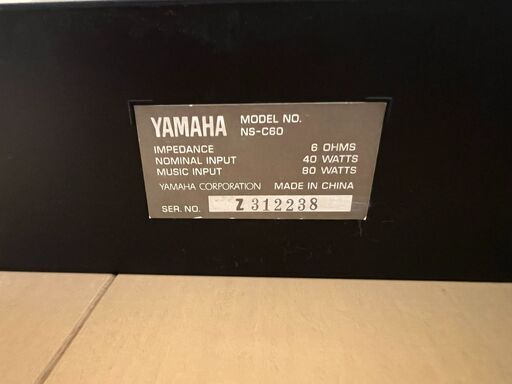 YAMAHA MODEL NO.
NS-C60
IMPEDANCE 6 OHMS
NOMINAL INPUT 40 WATTS
MUSIC INPUT 80 WATTS
YAMAHA CORPORATION MADE IN CHINA
SER. NO. Z 312238